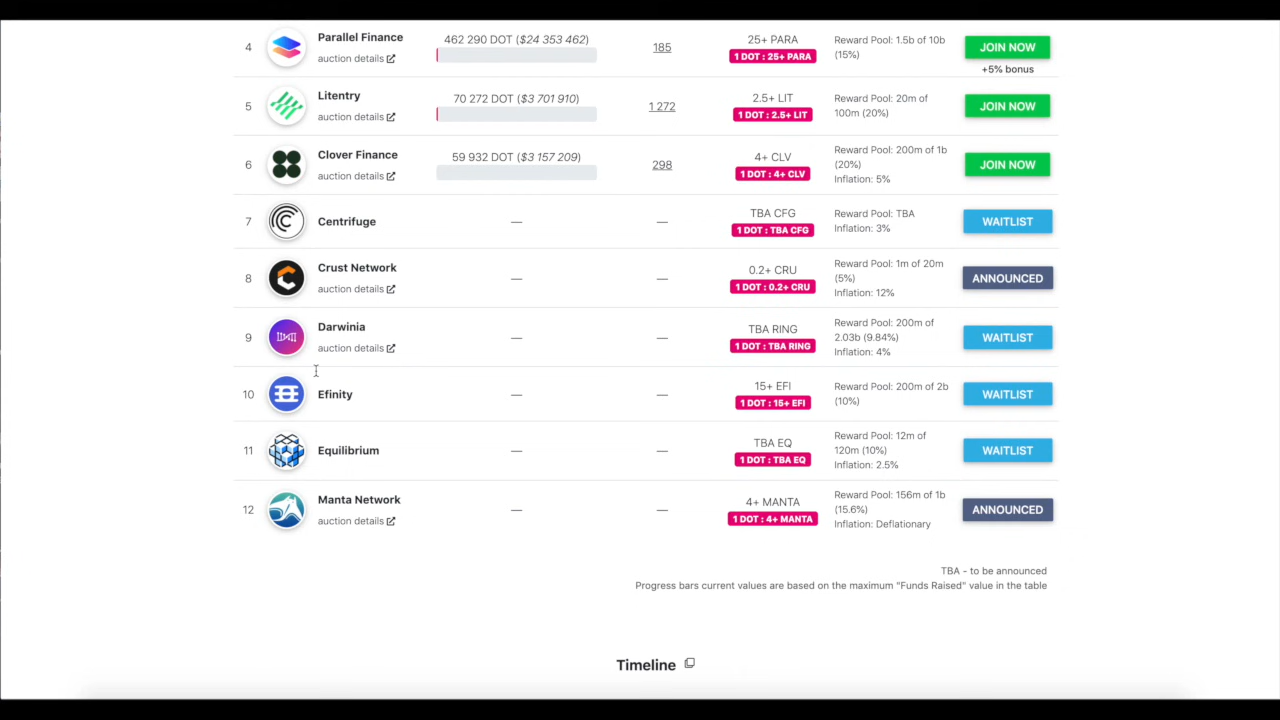 4 Parallel Finance 462 290 DOT ($24 353 462) 185 25+ PARA Reward Pool: 1.5b of 10b JOIN NOW
auction details 1 DOT : 25+ PARA (15%)
+5% bonus
5 Litentry 70 272 DOT ($3 701 910) 1 272 2.5+ LIT Reward Pool: 20m of JOIN NOW
auction details 1 DOT : 2.5+ LIT 100m (20%)
6 Clover Finance 59 932 DOT ($3 157 209) 298 4+ CLV Reward Pool: 200m of 1b JOIN NOW
auction details 1 DOT : 4+ CLV (20%)
Inflation: 5%
7 Centrifuge — — TBA CFG Reward Pool: TBA WAITLIST
1 DOT : TBA CFG Inflation: 3%
8 Crust Network — — 0.2+ CRU Reward Pool: 1m of 20m ANNOUNCED
auction details 1 DOT : 0.2+ CRU (5%)
Inflation: 12%
9 Darwinia — — TBA RING Reward Pool: 200m of WAITLIST
auction details 1 DOT : TBA RING 2.03b (9.84%)
Inflation: 4%
10 Efinity — — 15+ EFI Reward Pool: 200m of 2b WAITLIST
1 DOT : 15+ EFI (10%)
11 Equilibrium — — TBA EQ Reward Pool: 12m of WAITLIST
1 DOT : TBA EQ 120m (10%)
Inflation: 2.5%
12 Manta Network — — 4+ MANTA Reward Pool: 156m of 1b ANNOUNCED
auction details 1 DOT : 4+ MANTA (15.6%)
Inflation: Deflationary
TBA - to be announced
Progress bars current values are based on the maximum "Funds Raised" value in the table
Timeline